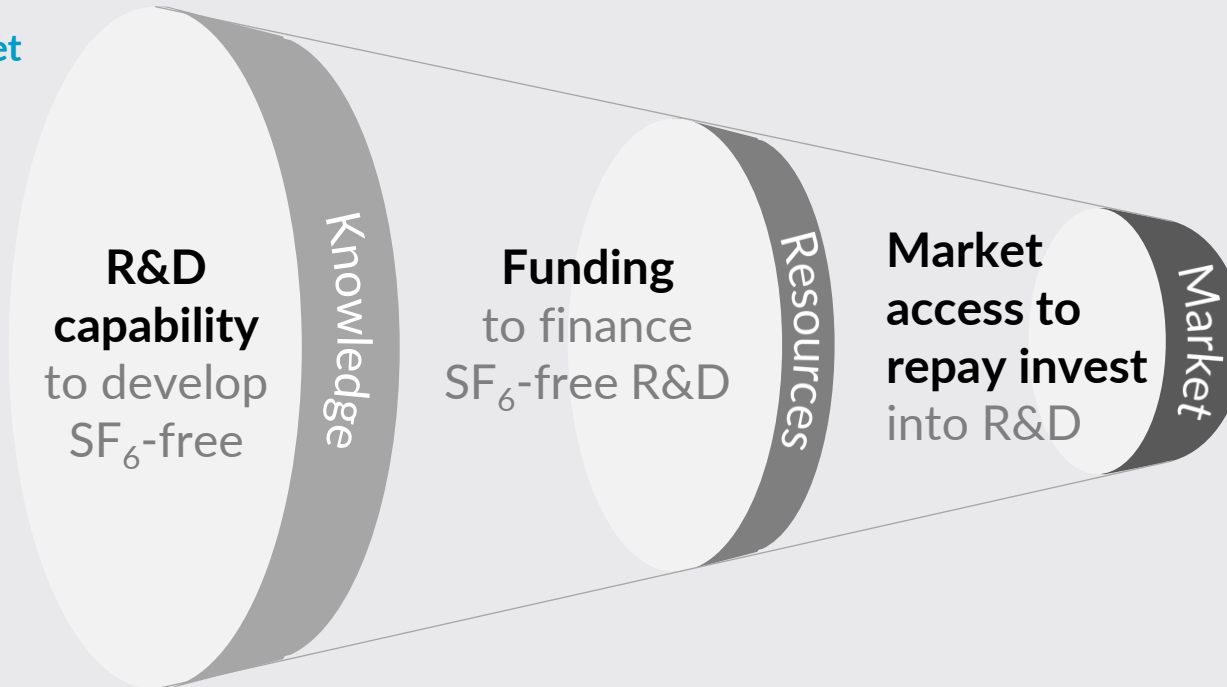 et
R&D
capability
to develop
SF₆-free
Knowledge
Funding
to finance
SF₆-free R&D
Resources
Market
access to
repay invest
into R&D
Market